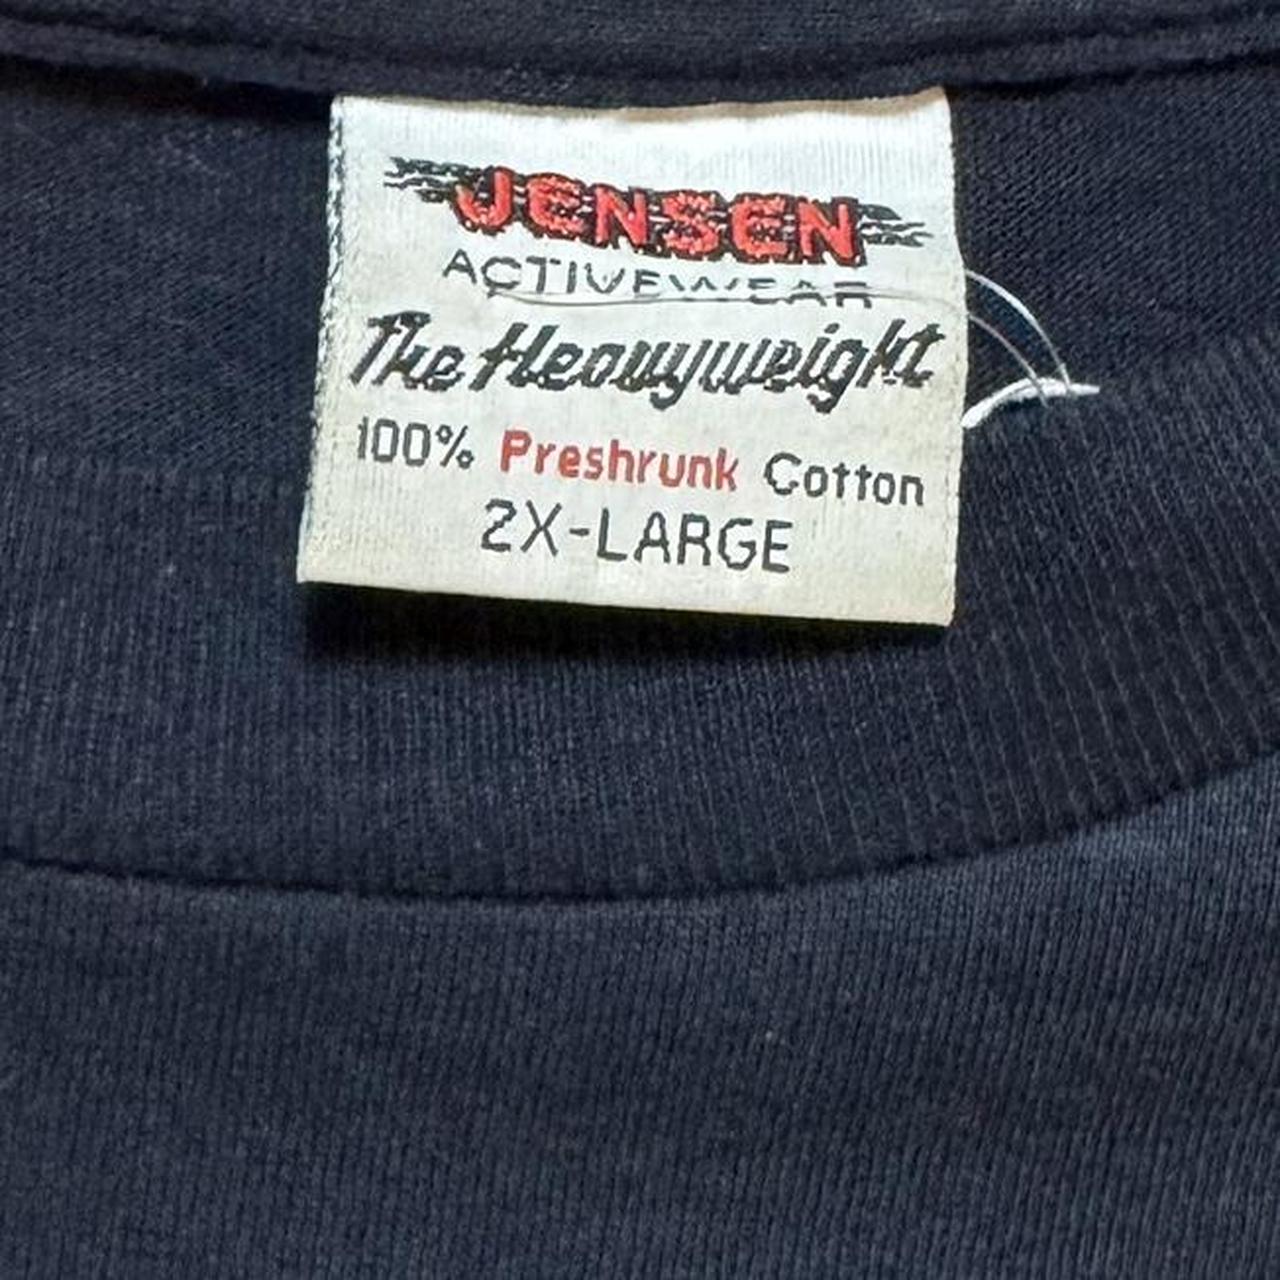 JENSEN
ACTIVEWEAR
The Heavyweight
100% Preshrunk Cotton
2X-LARGE